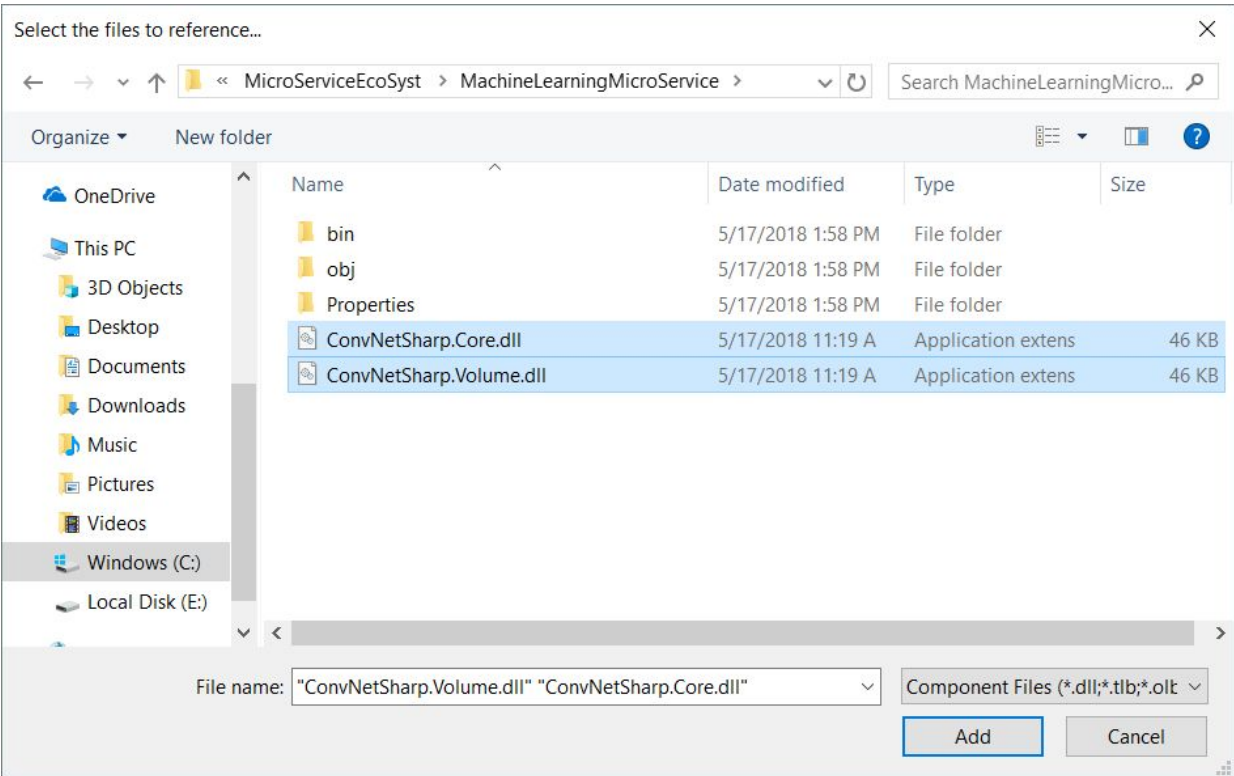 Select the files to reference...
« MicroServiceEcoSyst > MachineLearningMicroService > Search MachineLearningMicro...
Organize New folder ?
Name Date modified Type Size
OneDrive
This PC
3D Objects
Desktop
Documents
Downloads
Music
Pictures
Videos
Windows (C:)
Local Disk (E:)
bin 5/17/2018 1:58 PM File folder
obj 5/17/2018 1:58 PM File folder
Properties 5/17/2018 1:58 PM File folder
ConvNetSharp.Core.dll 5/17/2018 11:19 A Application extens 46 KB
ConvNetSharp.Volume.dll 5/17/2018 11:19 A Application extens 46 KB
File name: "ConvNetSharp.Volume.dll" "ConvNetSharp.Core.dll" Component Files (*.dll;*.tlb;*.olb
Add Cancel